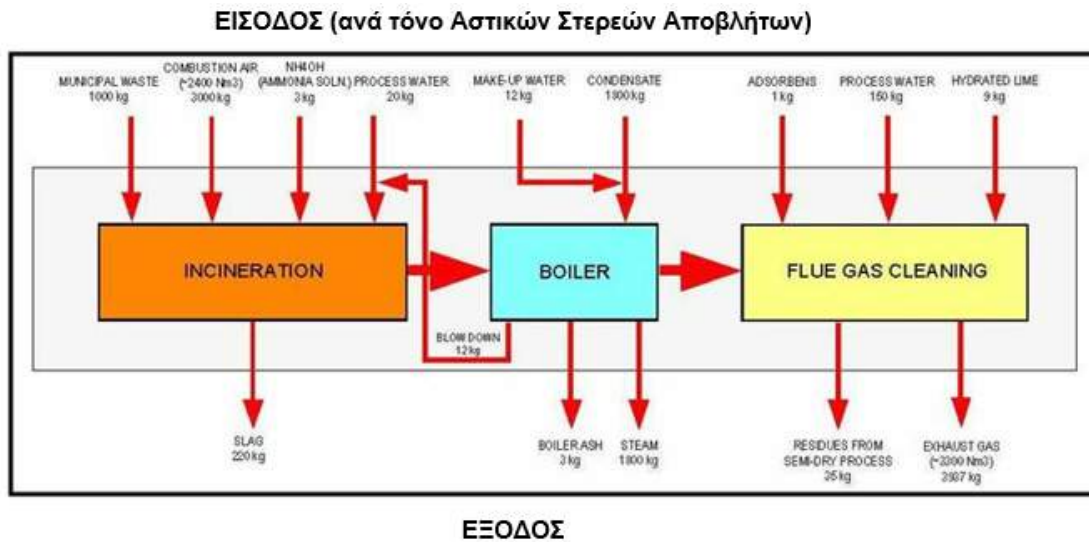 ΕΙΣΟΔΟΣ (ανά τόνο Αστικών Στερεών Αποβλήτων)
MUNICIPAL WASTE
1000 kg
COMBUSTION AIR
(~2400 Nm3)
3000 kg
NH4OH
(AMMONIA SOLN.)
3 kg
PROCESS WATER
20 kg
MAKE-UP WATER
12 kg
CONDENSATE
1800 kg
ADSORBENS
1 kg
PROCESS WATER
150 kg
HYDRATED LIME
9 kg
INCINERATION
BOILER
FLUE GAS CLEANING
BLOW DOWN
12 kg
SLAG
220 kg
BOILER ASH
3 kg
STEAM
1800 kg
RESIDUES FROM
SEMI-DRY PROCESS
25 kg
EXHAUST GAS
(~3300 Nm3)
3937 kg
ΕΞΟΔΟΣ